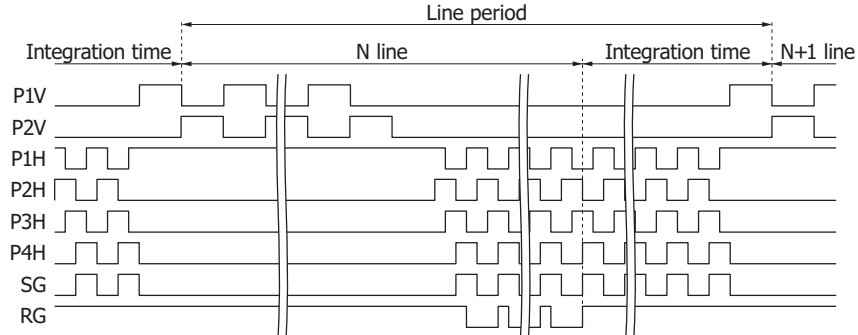 Line period
Integration time N line Integration time N+1 line
P1V
P2V
P1H
P2H
P3H
P4H
SG
RG